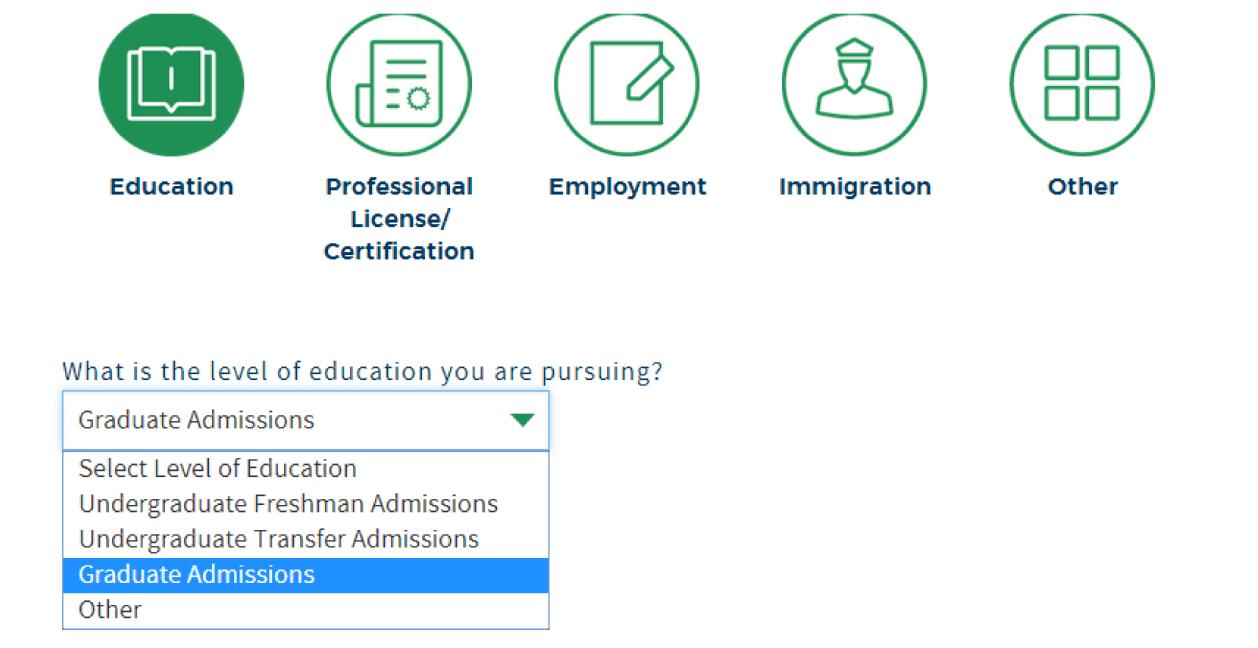 Education
Professional
License/
Certification
Employment
Immigration
Other
What is the level of education you are pursuing?
Graduate Admissions
Select Level of Education
Undergraduate Freshman Admissions
Undergraduate Transfer Admissions
Graduate Admissions
Other